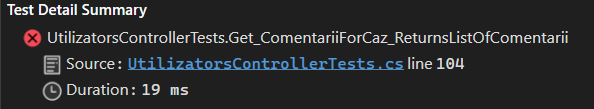 Test Detail Summary
UtilizatorsControllerTests.Get_ComentariiForCaz_ReturnsListOfComentarii
Source: UtilizatorsControllerTests.cs line 104
Duration: 19 ms